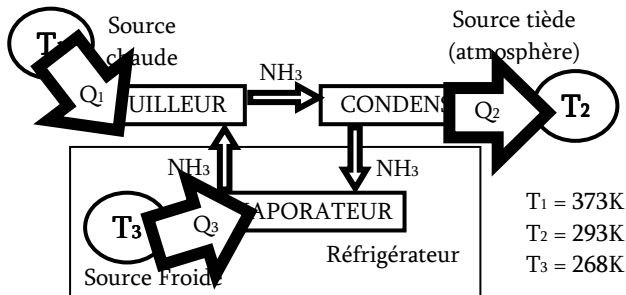 Source
chaude
Source tiède
(atmosphère)
Q1
UILLEUR
NH3
CONDENS
Q2
T2
NH3
NH3
T3
Q3
APORATEUR
Source Froide
Réfrigérateur
T1 = 373K
T2 = 293K
T3 = 268K